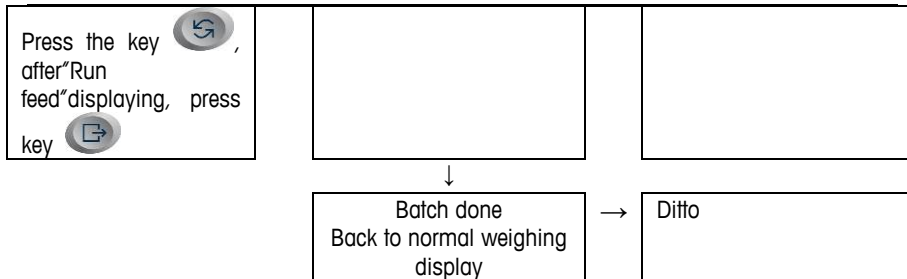 Press the key ,
after"Run
feed"displaying, press
key
↓
Batch done → Ditto
Back to normal weighing
display